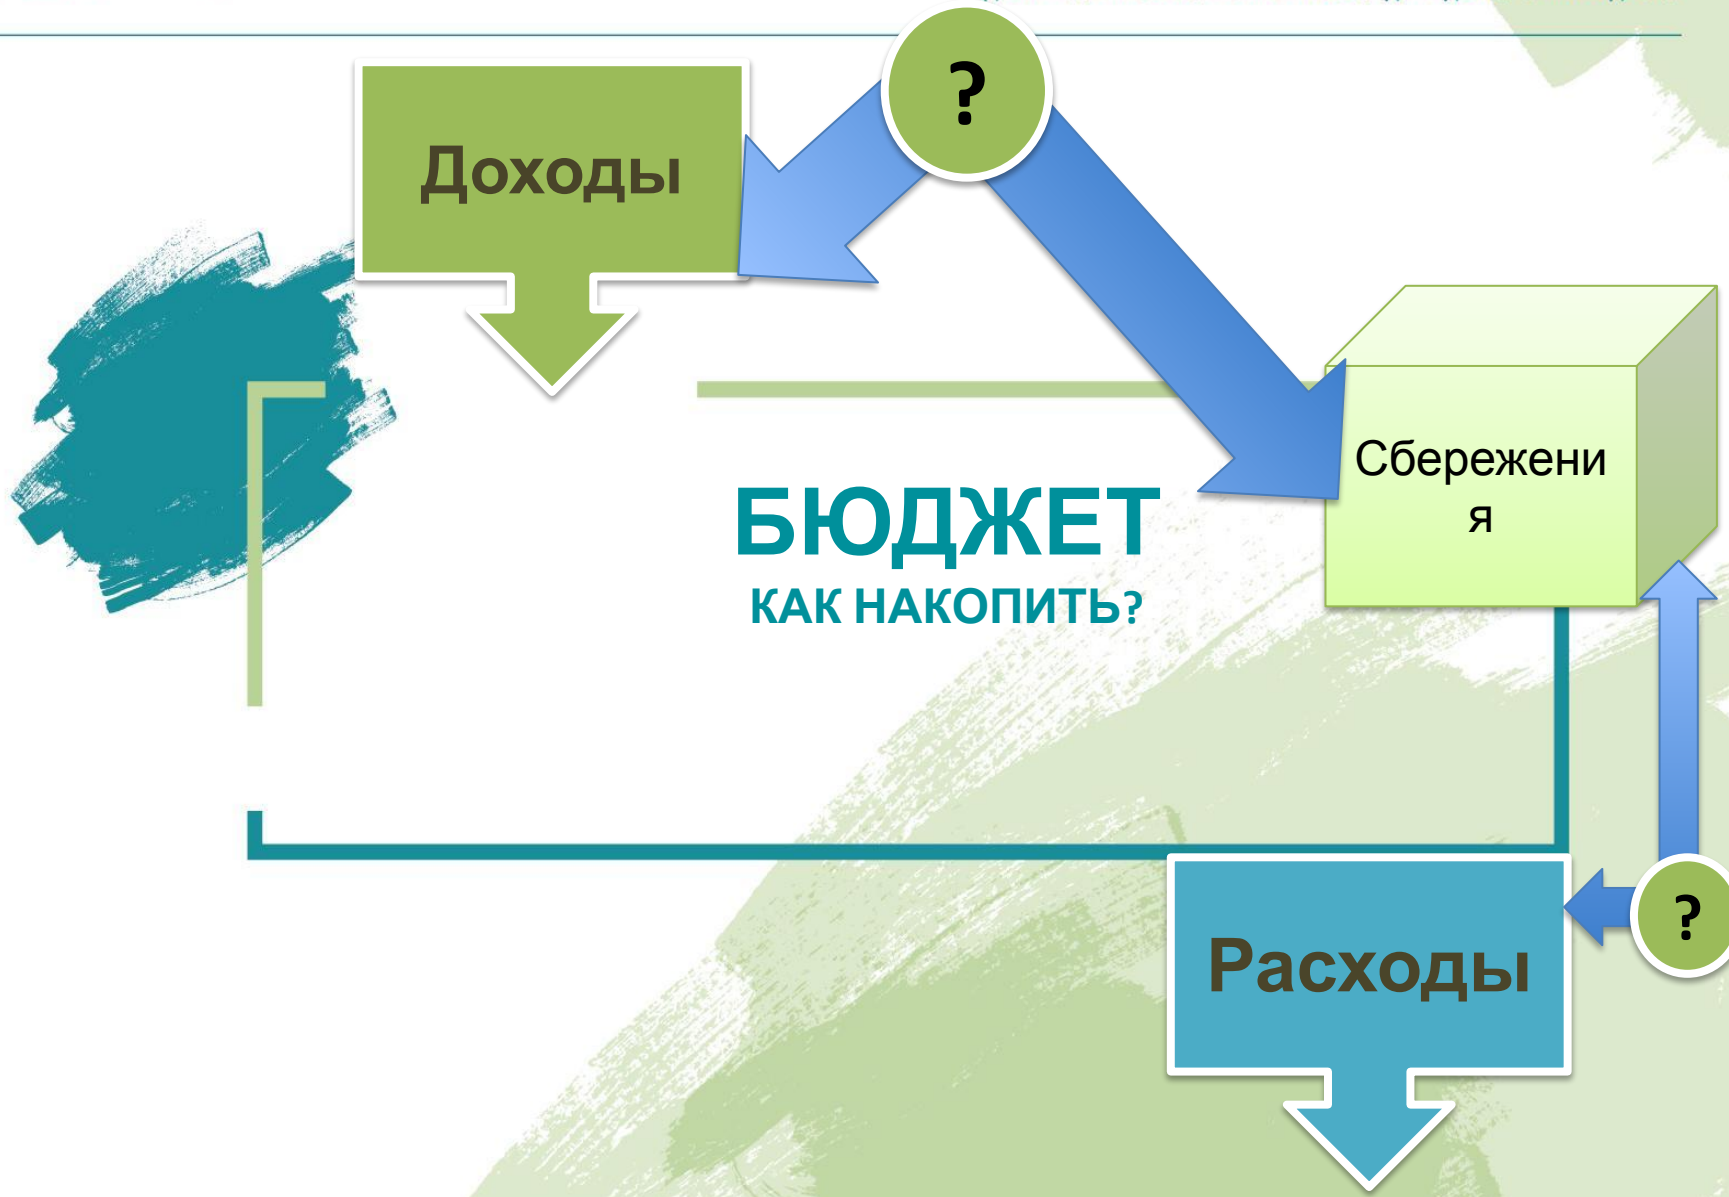 ?
Доходы
Сбережени
я
БЮДЖЕТ
КАК НАКОПИТЬ?
?
Расходы